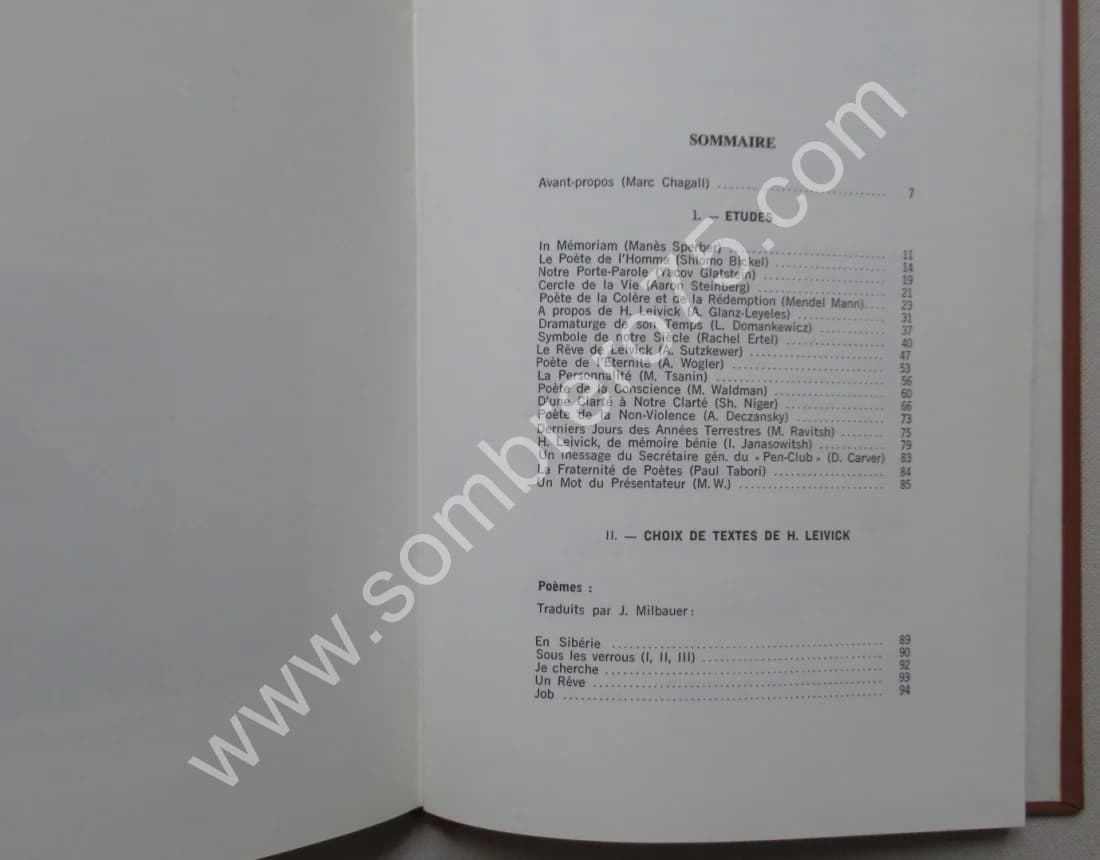 SOMMAIRE
Avant-propos (Marc Chagall) 7
I. — ETUDES
In Mémoriam (Manès Sperber) 11
Le Poète de l'Homme (Shlomo Bickel) 14
Notre Porte-Parole (Yacov Glatstein) 19
Cercle de la Vie (Aaron Steinberg) 21
Poète de la Colère et de la Rédemption (Mendel Mann) 23
A propos de H. Leivick (A. Glanz-Leyeles) 31
Dramaturge de son Temps (L. Domankewicz) 37
Symbole de notre Siècle (Rachel Ertel) 40
Le Rêve de Leivick (A. Sutzkewer) 47
Poète de l'Eternité (A. Wogler) 53
La Personnalité (M. Tsanin) 56
Poète de la Conscience (M. Waldman) 60
D'une Clarté à Notre Clarté (Sh. Niger) 66
Poète de la Non-Violence (A. Deczansky) 73
Derniers Jours des Années Terrestres (M. Ravitsh) 75
H. Leivick, de mémoire bénie (I. Janasowitsh) 79
Un message du Secrétaire gén. du « Pen-Club » (D. Carver) 83
La Fraternité de Poètes (Paul Tabori) 84
Un Mot du Présentateur (M.W.) 85
II. — CHOIX DE TEXTES DE H. LEIVICK
Poèmes :
Traduits par J. Milbauer :
En Sibérie 89
Sous les verrous (I, II, III) 90
Je cherche 92
Un Rêve 93
Job 94
www.sombrero75.com